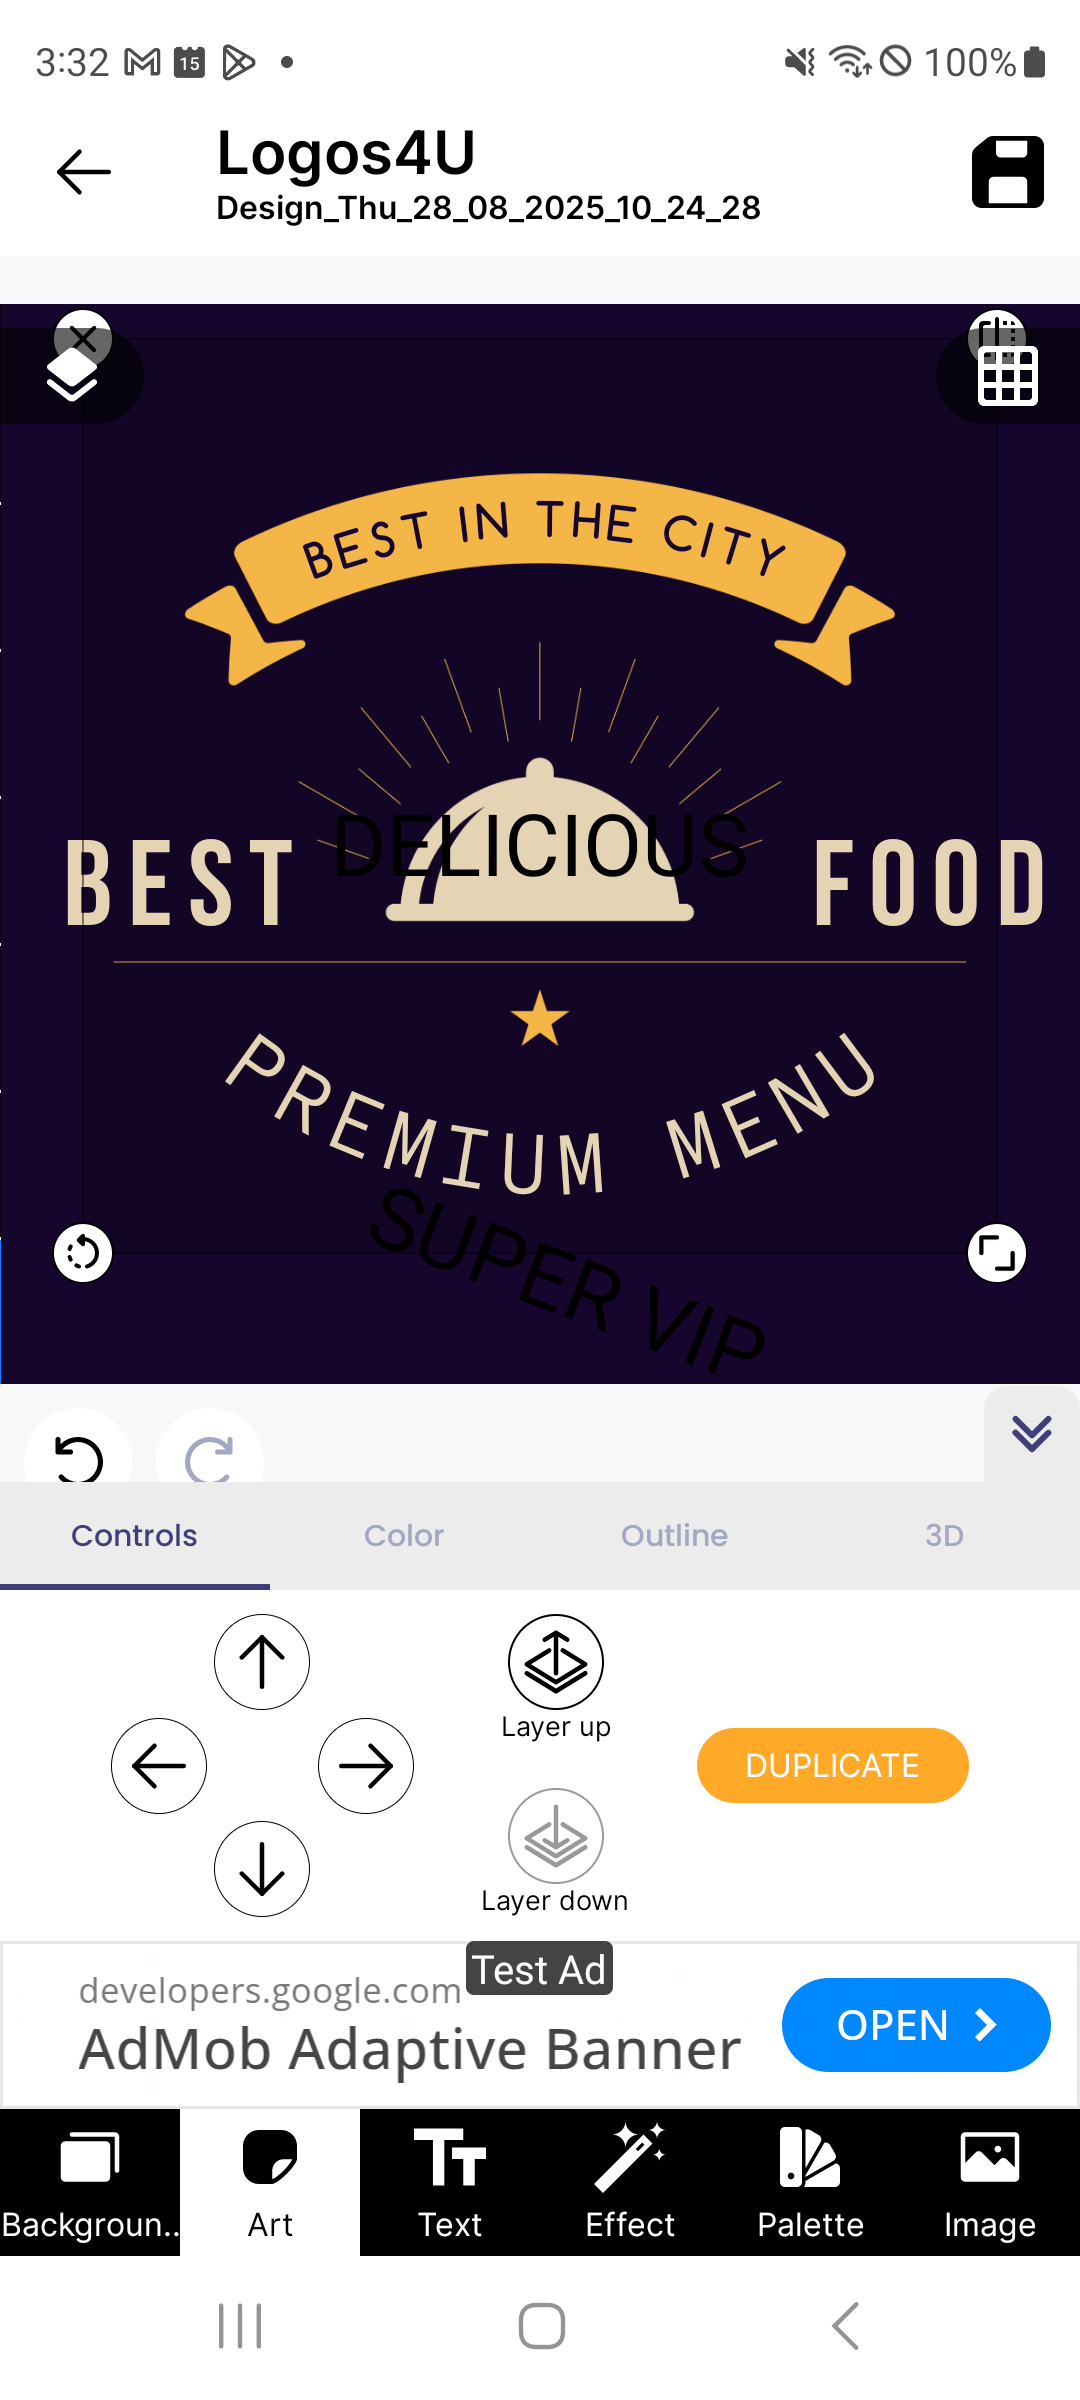 3:32
15
100%
Logos4U
Design_Thu_28_08_2025_10_24_28
BEST IN THE CITY
DELICIOUS
BEST FOOD
PREMIUM MENU
SUPER VIP
Controls Color Outline 3D
Layer up
DUPLICATE
Layer down
Test Ad
developers.google.com
AdMob Adaptive Banner
OPEN
Backgroun.. Art Text Effect Palette Image